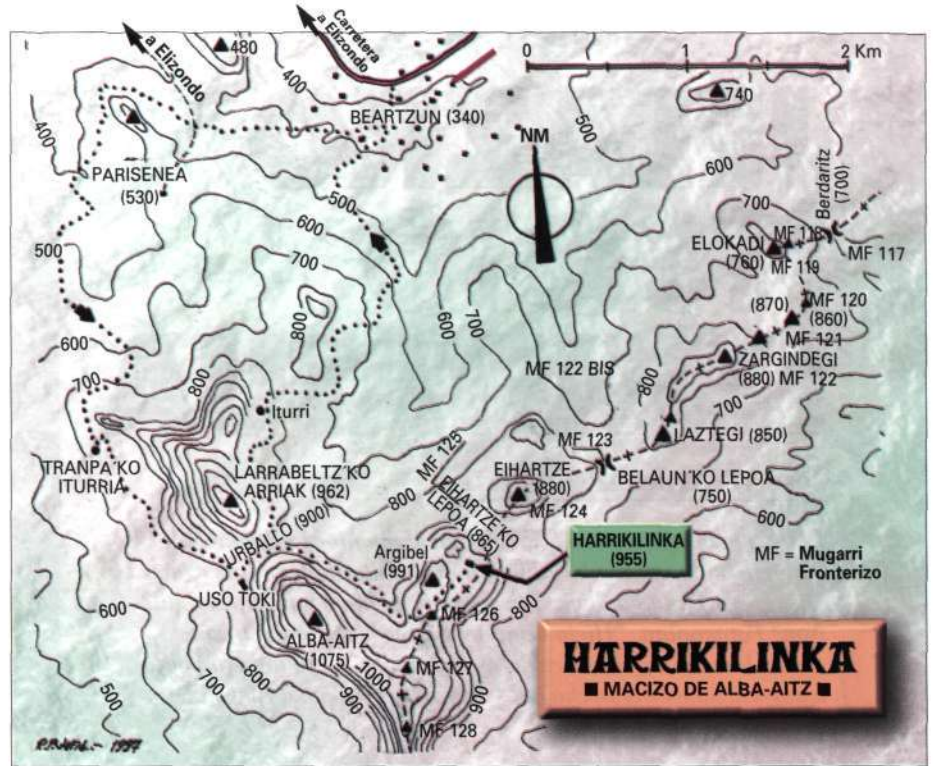 a Elizondo
480
Carretera
a Elizondo
0 1 2 Km
400
400
BEARTZUN (340)
740
500
NM
600
PARISENEA
(530)
500
600
700
500
700
Berdaritz
(700)
ELOKADI
(760)
MF 118
MF 119
MF 117
600
700
800
600
700
MF 122 BIS
(870)
MF 120
(860)
MF 121
ZARGINDEGI
(880) MF 122
800
700
800
Iturri
TRANPA'KO
ITURRIA
LARRABELTZ'KO
ARRIAK (962)
800
MF 125
EIHARTZE'KO
LEPOA (865)
EIHARTZE
(880)
MF 124
MF 123
LAZTEGI (850)
BELAUN'KO LEPOA
(750)
600
URBALLO (900)
Argibel
(991)
HARRIKILINKA
(955)
MF = Mugarri
Fronterizo
USO TOKI
600
ALBA-AITZ
(1075)
MF 126
800
500
700
800
900
1000
MF 127
900
MF 128
HARRIKILINKA
■ MACIZO DE ALBA-AITZ ■
1997